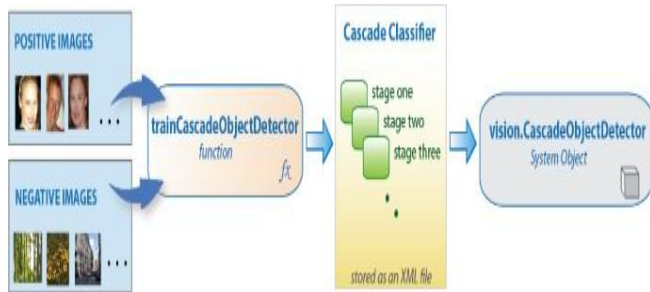 POSITIVE IMAGES
...
NEGATIVE IMAGES
...
trainCascadeObjectDetector
function
fx
Cascade Classifier
stage one
stage two
stage three
stored as an XML file
vision.CascadeObjectDetector
System Object